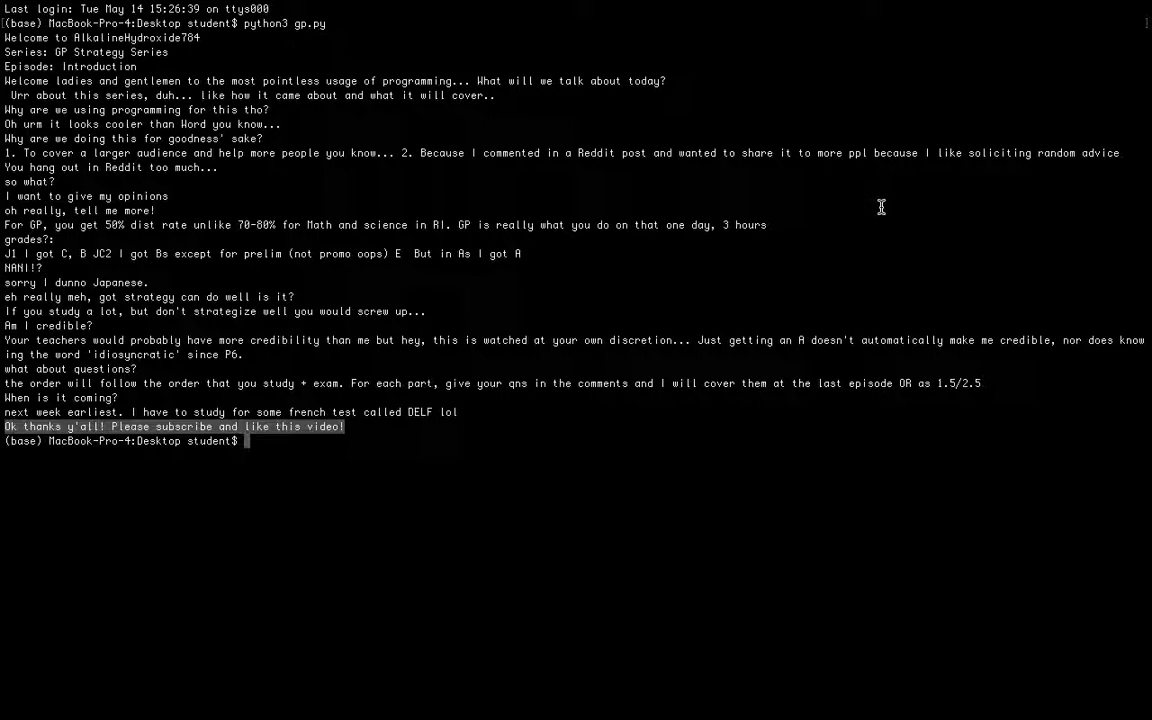 Last login: Tue May 14 15:26:39 on ttys000
(base) MacBook-Pro-4:Desktop student$ python3 gp.py
Welcome to AlkalineHydroxide784
Series: GP Strategy Series
Episode: Introduction
Welcome ladies and gentlemen to the most pointless usage of programming... What will we talk about today?
Urr about this series, duh... like how it came about and what it will cover..
Why are we using programming for this tho?
Oh urm it looks cooler than Word you know...
Why are we doing this for goodness' sake?
1. To cover a larger audience and help more people you know... 2. Because I commented in a Reddit post and wanted to share it to more ppl because I like soliciting random advice
You hang out in Reddit too much...
so what?
I want to give my opinions
oh really, tell me more!
For GP, you get 50% dist rate unlike 70-80% for Math and science in RI. GP is really what you do on that one day, 3 hours
grades?:
J1 I got C, B JC2 I got Bs except for prelim (not promo oops) E  But in As I got A
NANI!?
sorry I dunno Japanese.
eh really meh, got strategy can do well is it?
If you study a lot, but don't strategize well you would screw up...
Am I credible?
Your teachers would probably have more credibility than me but hey, this is watched at your own discretion... Just getting an A doesn't automatically make me credible, nor does know
ing the word 'idiosyncratic' since P6.
what about questions?
the order will follow the order that you study + exam. For each part, give your qns in the comments and I will cover them at the last episode OR as 1.5/2.5
When is it coming?
next week earliest. I have to study for some french test called DELF lol
Ok thanks y'all! Please subscribe and like this video!
(base) MacBook-Pro-4:Desktop student$